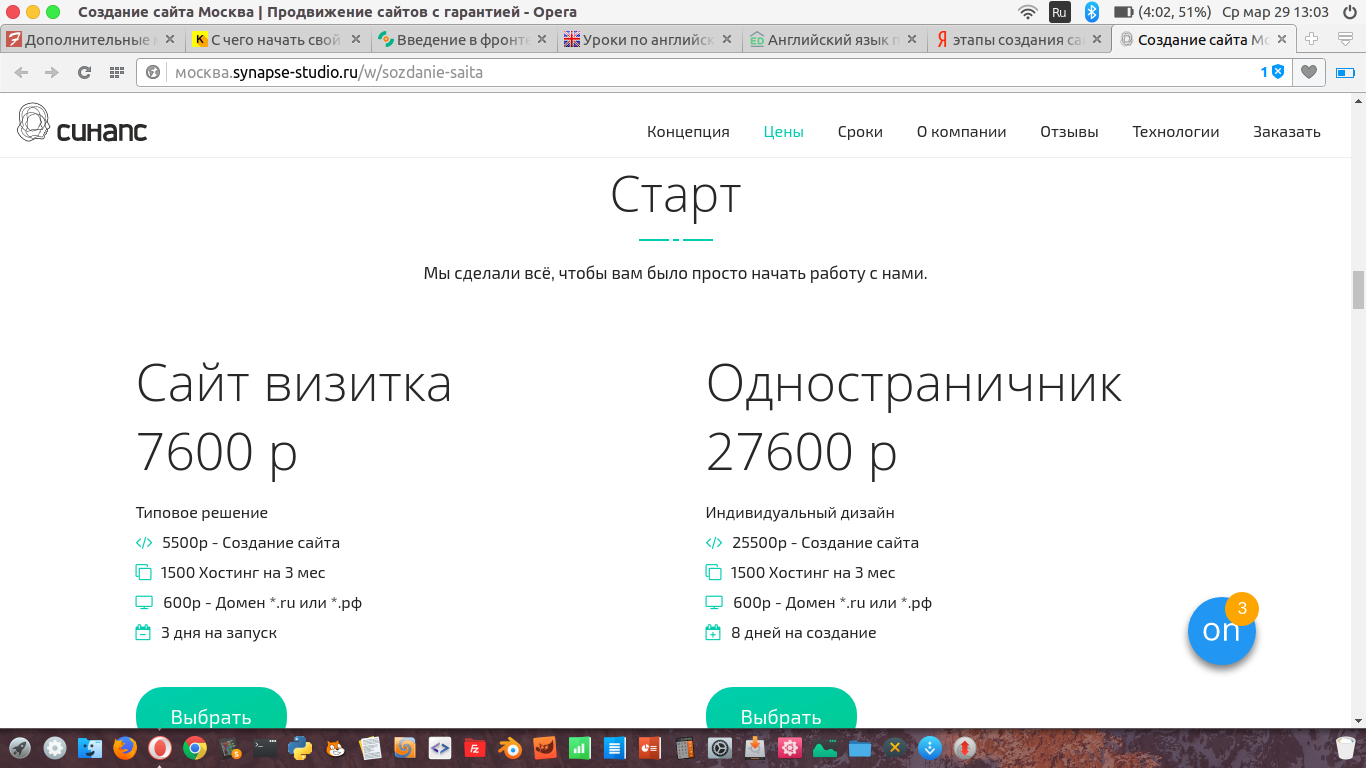 Создание сайта Москва | Продвижение сайтов с гарантией - Opera
Ru
(4:02, 51%)
Ср мар 29 13:03
Дополнительные
С чего начать свой
Введение в фронте
Уроки по английск
Английский язык п
этапы создания са
Создание сайта Мо
москва.synapse-studio.ru/w/sozdanie-saita
1
синапс
Концепция
Цены
Сроки
О компании
Отзывы
Технологии
Заказать
Старт
Мы сделали всё, чтобы вам было просто начать работу с нами.
Сайт визитка
7600 р
Типовое решение
5500р - Создание сайта
1500 Хостинг на 3 мес
600р - Домен *.ru или *.рф
3 дня на запуск
Выбрать
Одностраничник
27600 р
Индивидуальный дизайн
25500р - Создание сайта
1500 Хостинг на 3 мес
600р - Домен *.ru или *.рф
8 дней на создание
Выбрать
on
3